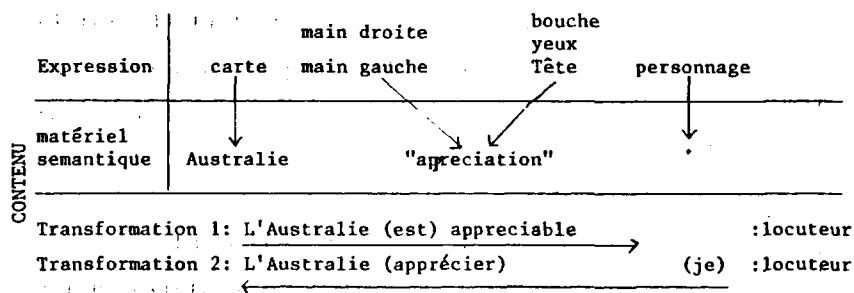 bouche
main droite
yeux
Expression carte main gauche Tête personnage
matériel
semantique Australie "apreciation"
CONTENU
Transformation 1: L'Australie (est) appreciable :locuteur
Transformation 2: L'Australie (apprécier) (je) :locuteur